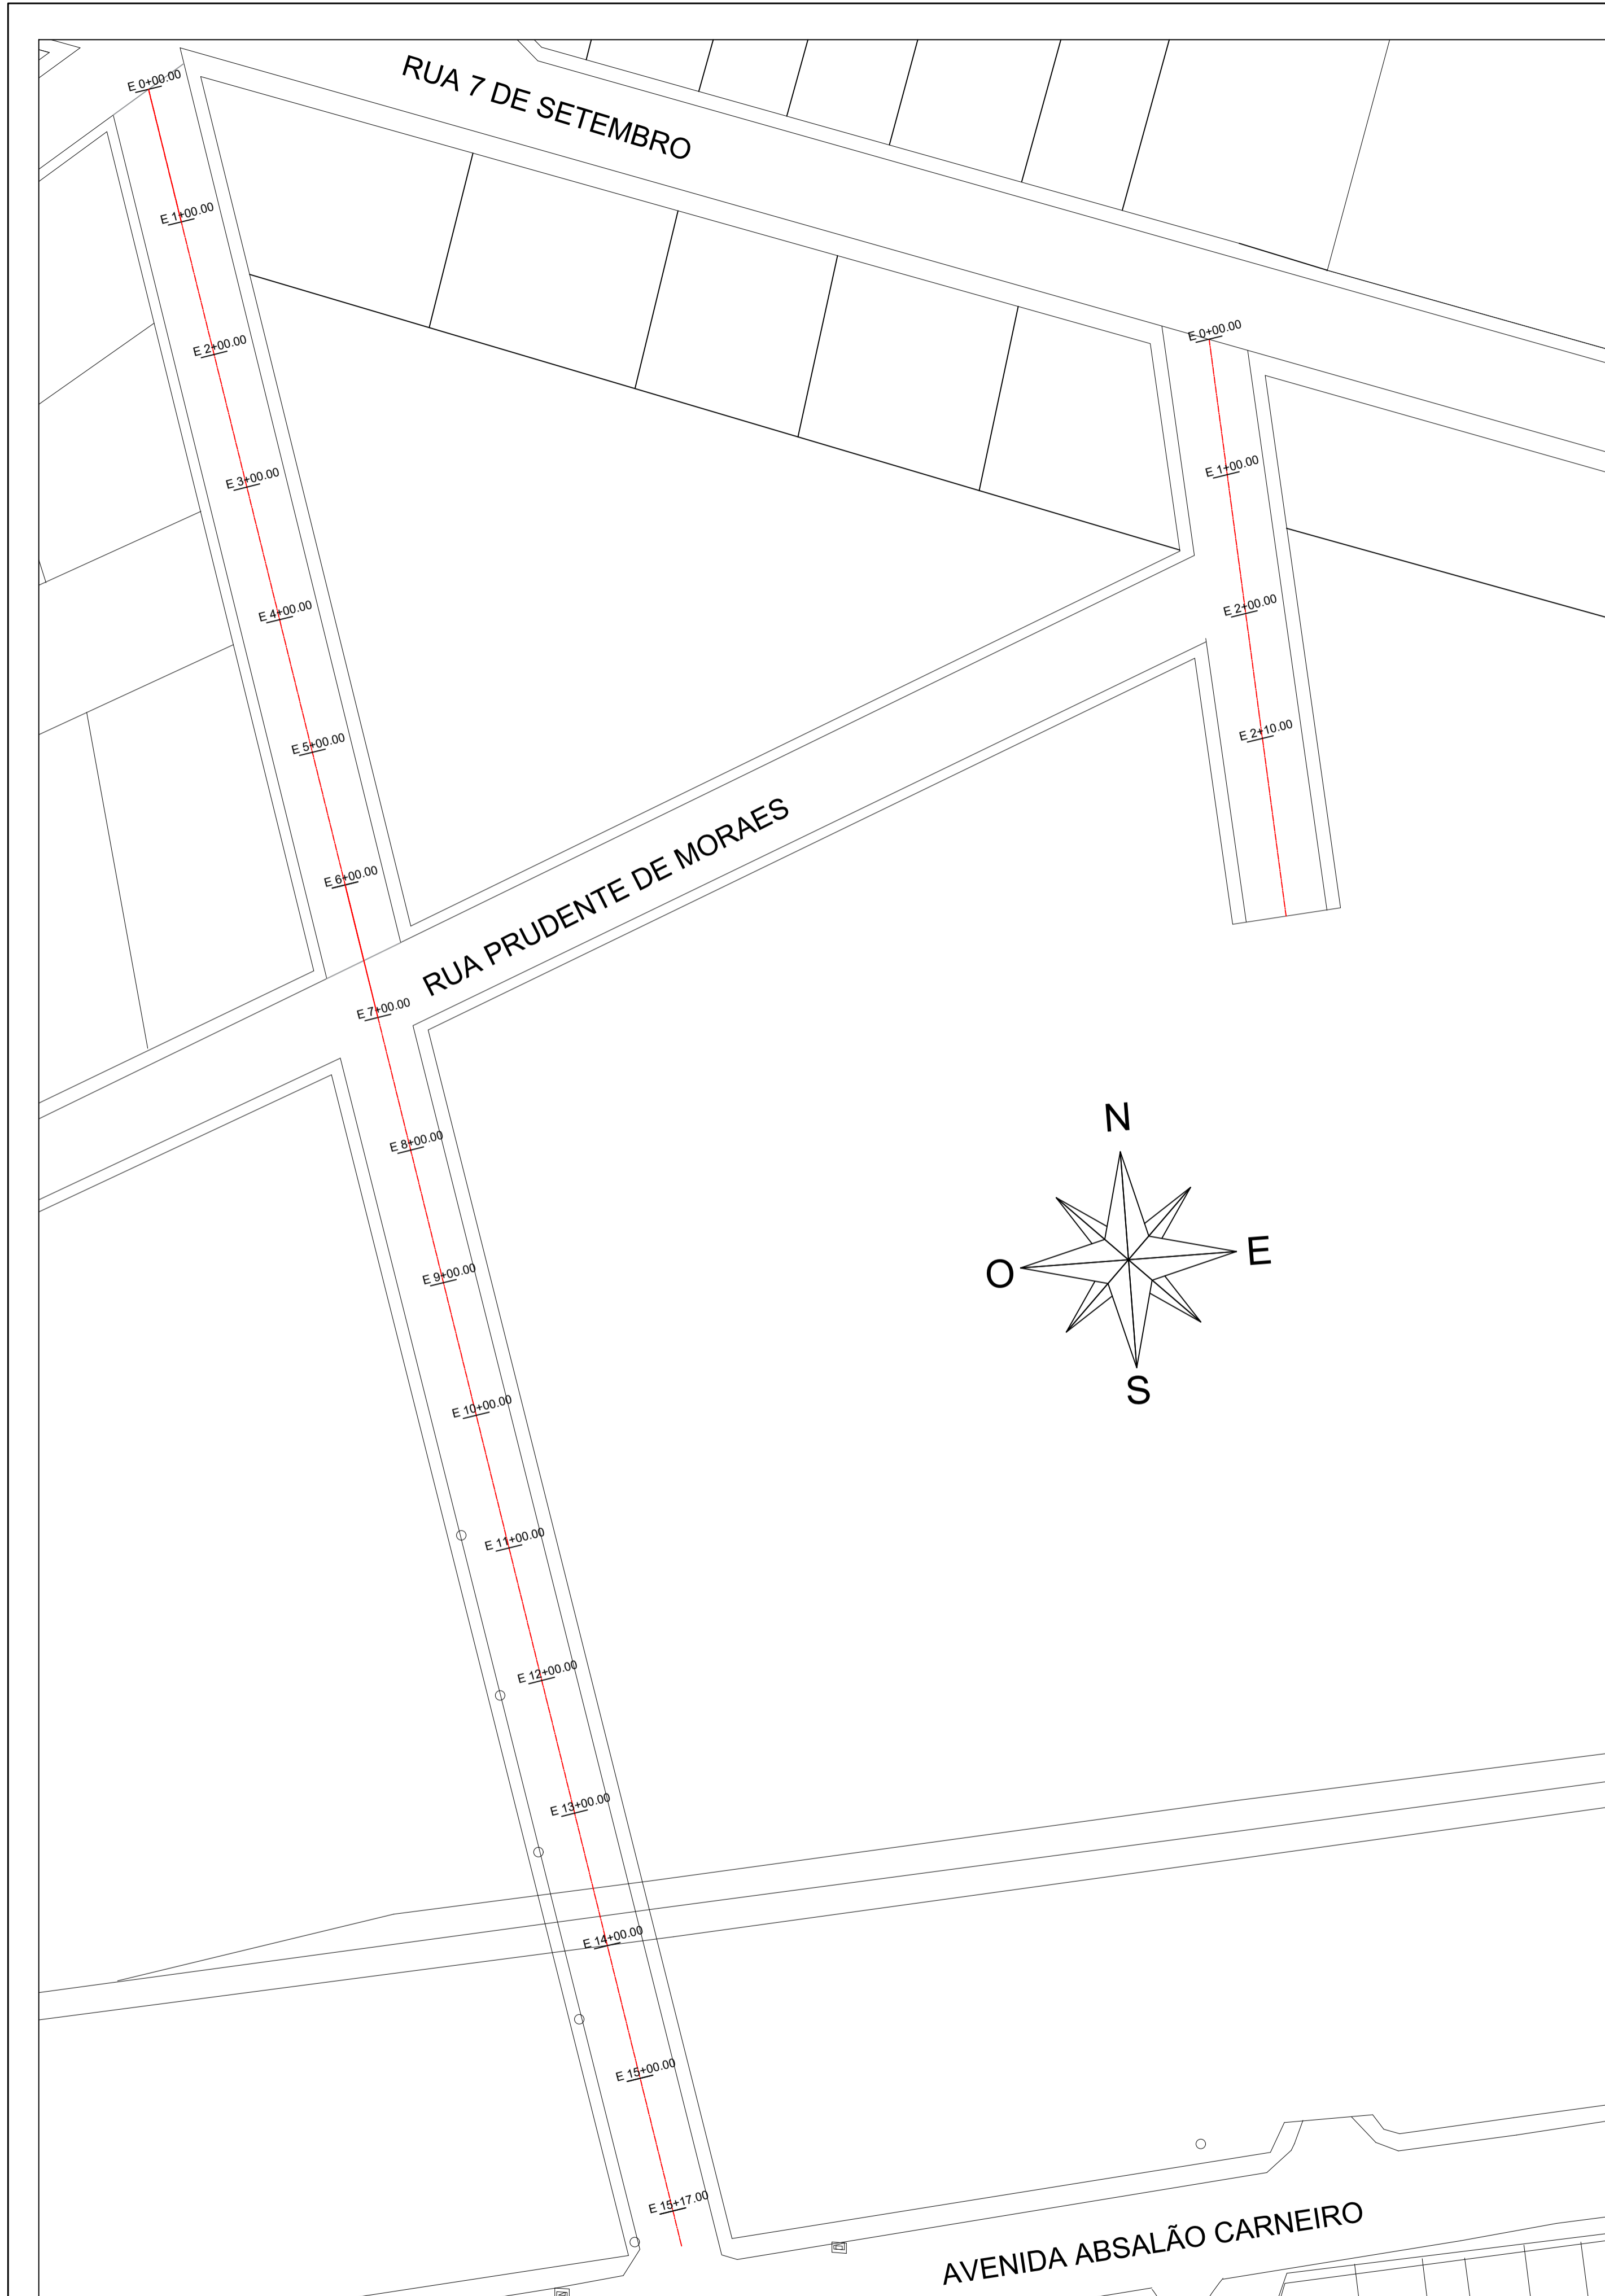 RUA 7 DE SETEMBRO
E 0+00.00
E 1+00.00
E 2+00.00
E 3+00.00
E 4+00.00
E 5+00.00
E 6+00.00
E 7+00.00
E 8+00.00
E 9+00.00
E 10+00.00
E 11+00.00
E 12+00.00
E 13+00.00
E 14+00.00
E 15+00.00
E 15+17.00
E 0+00.00
E 1+00.00
E 2+00.00
E 2+10.00
RUA PRUDENTE DE MORAES
N
O
E
S
AVENIDA ABSALÃO CARNEIRO